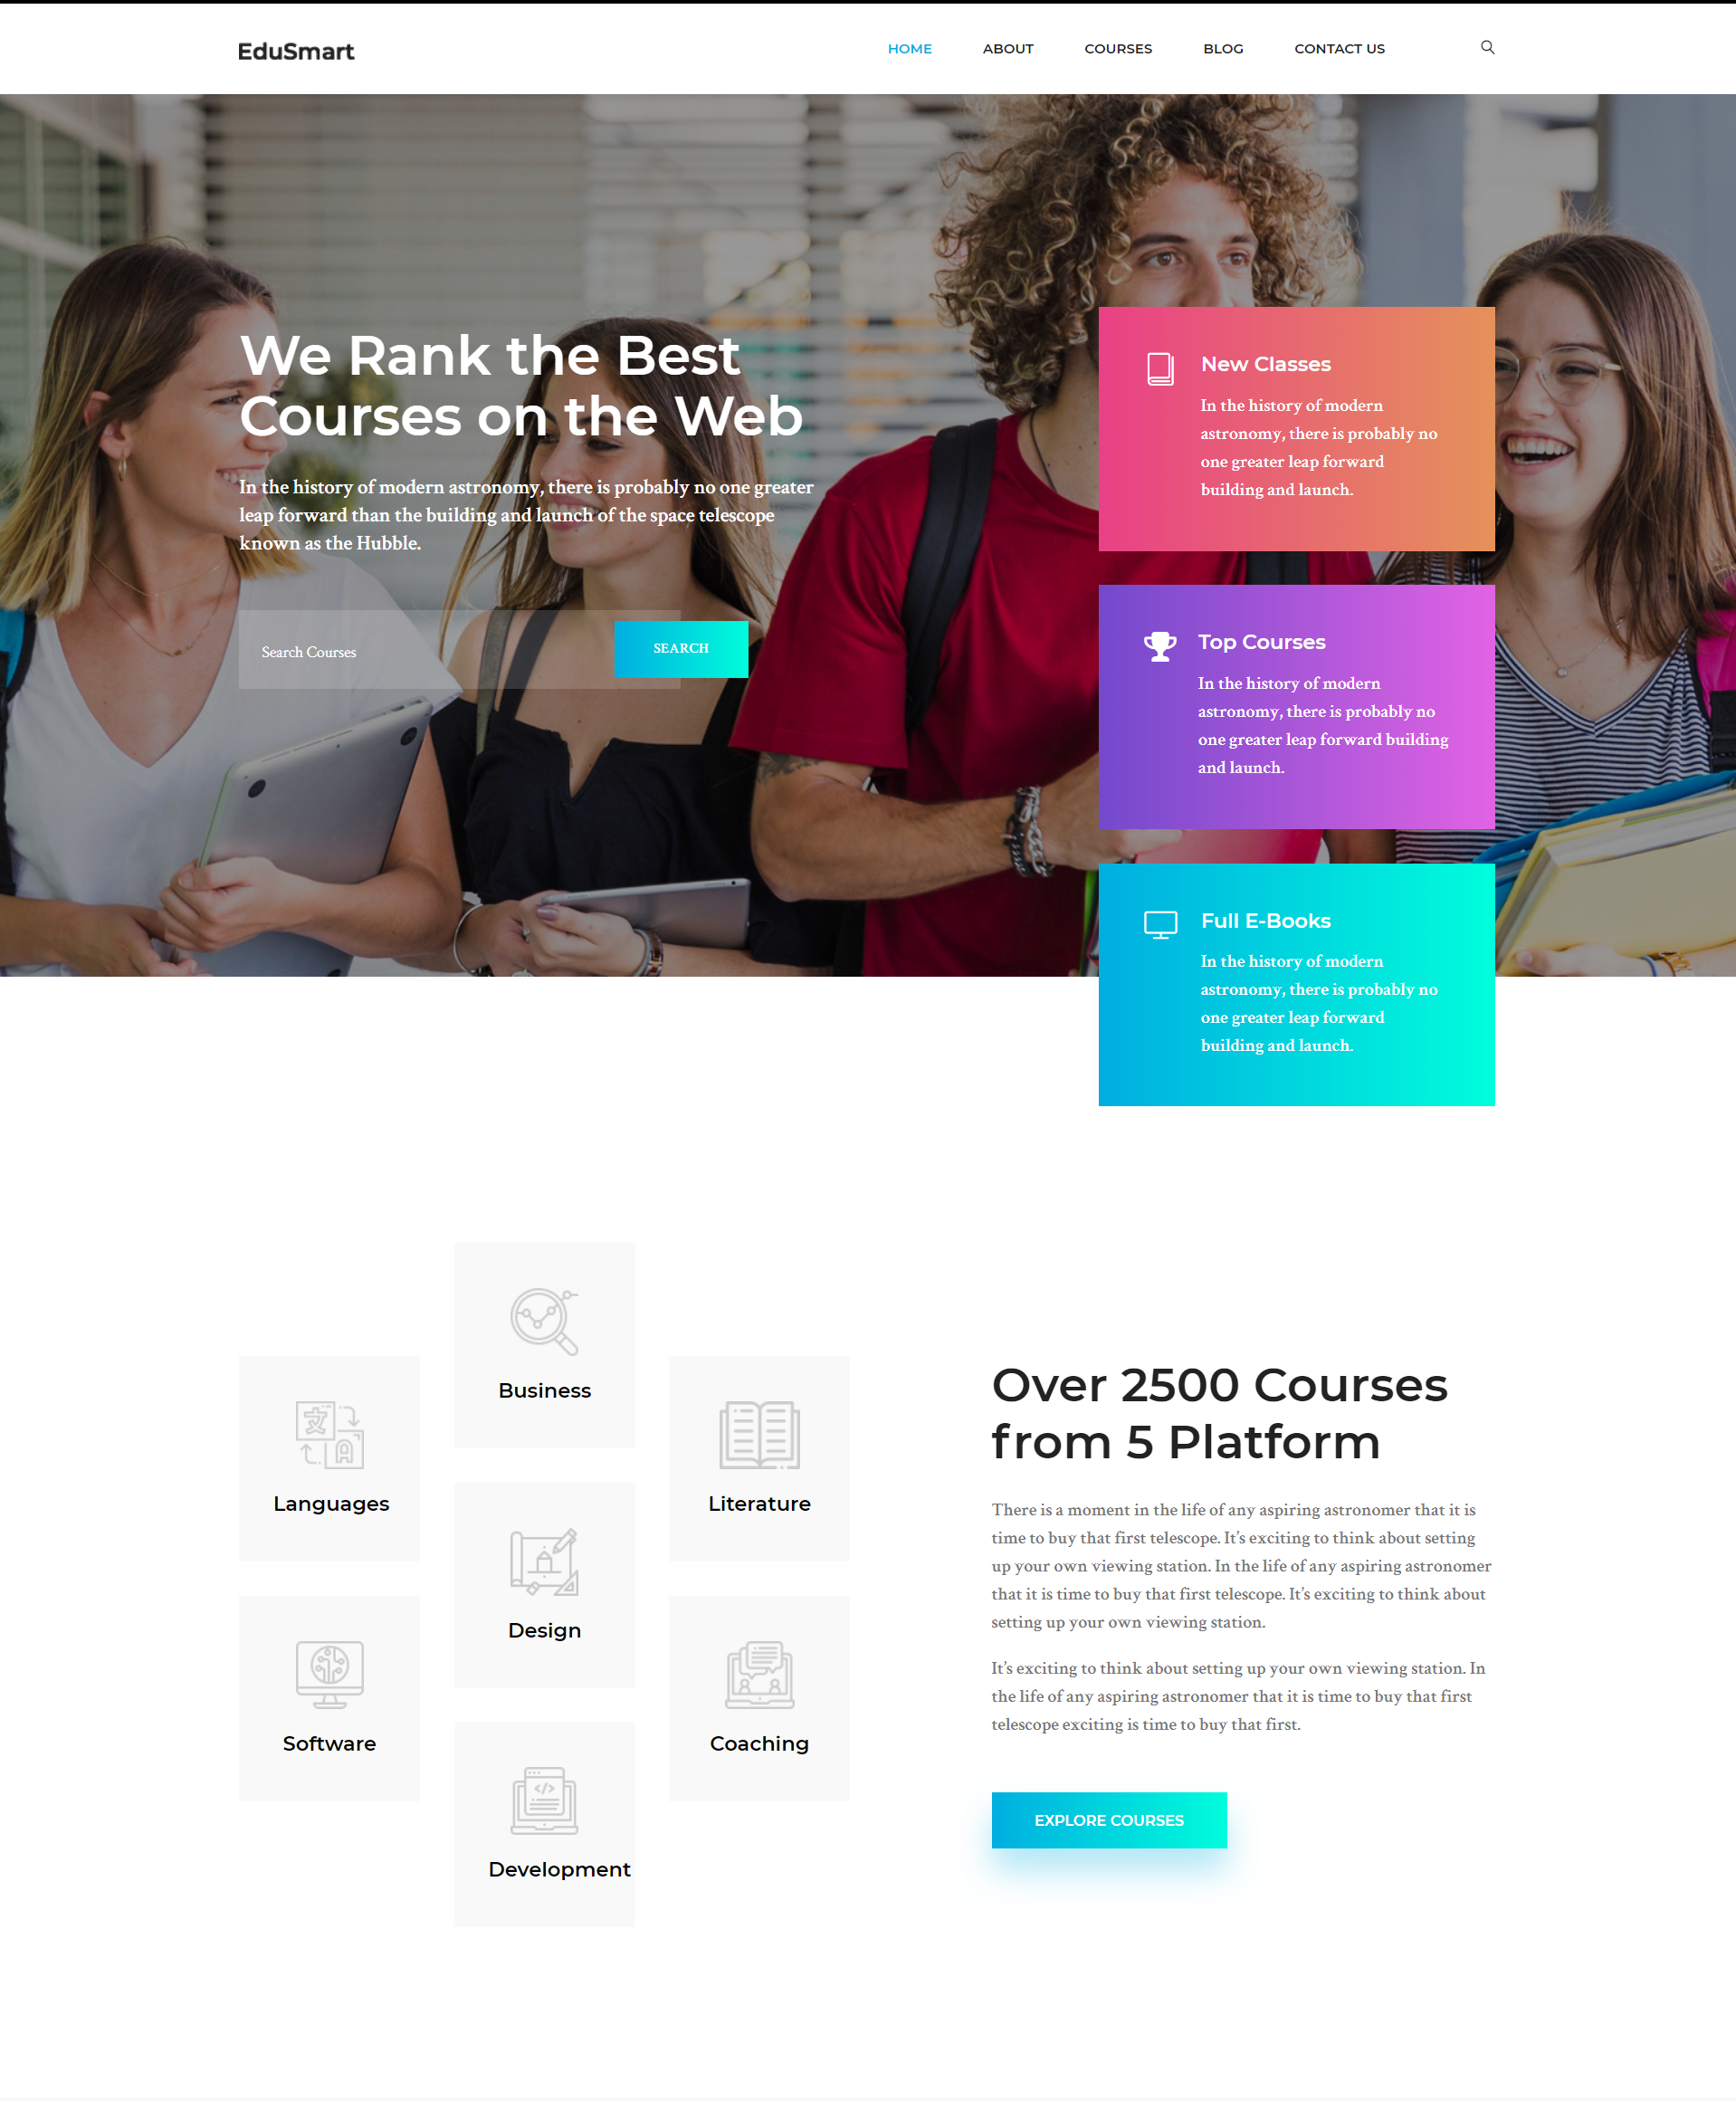 EduSmart
HOME
ABOUT
COURSES
BLOG
CONTACT US
We Rank the Best
Courses on the Web
In the history of modern astronomy, there is probably no one greater
leap forward than the building and launch of the space telescope
known as the Hubble.
Search Courses
SEARCH
New Classes
In the history of modern
astronomy, there is probably no
one greater leap forward
building and launch.
Top Courses
In the history of modern
astronomy, there is probably no
one greater leap forward building
and launch.
Full E-Books
In the history of modern
astronomy, there is probably no
one greater leap forward
building and launch.
Languages
Software
Business
Design
Development
Literature
Coaching
Over 2500 Courses
from 5 Platform
There is a moment in the life of any aspiring astronomer that it is
time to buy that first telescope. It’s exciting to think about setting
up your own viewing station. In the life of any aspiring astronomer
that it is time to buy that first telescope. It’s exciting to think about
setting up your own viewing station.
It’s exciting to think about setting up your own viewing station. In
the life of any aspiring astronomer that it is time to buy that first
telescope exciting is time to buy that first.
EXPLORE COURSES